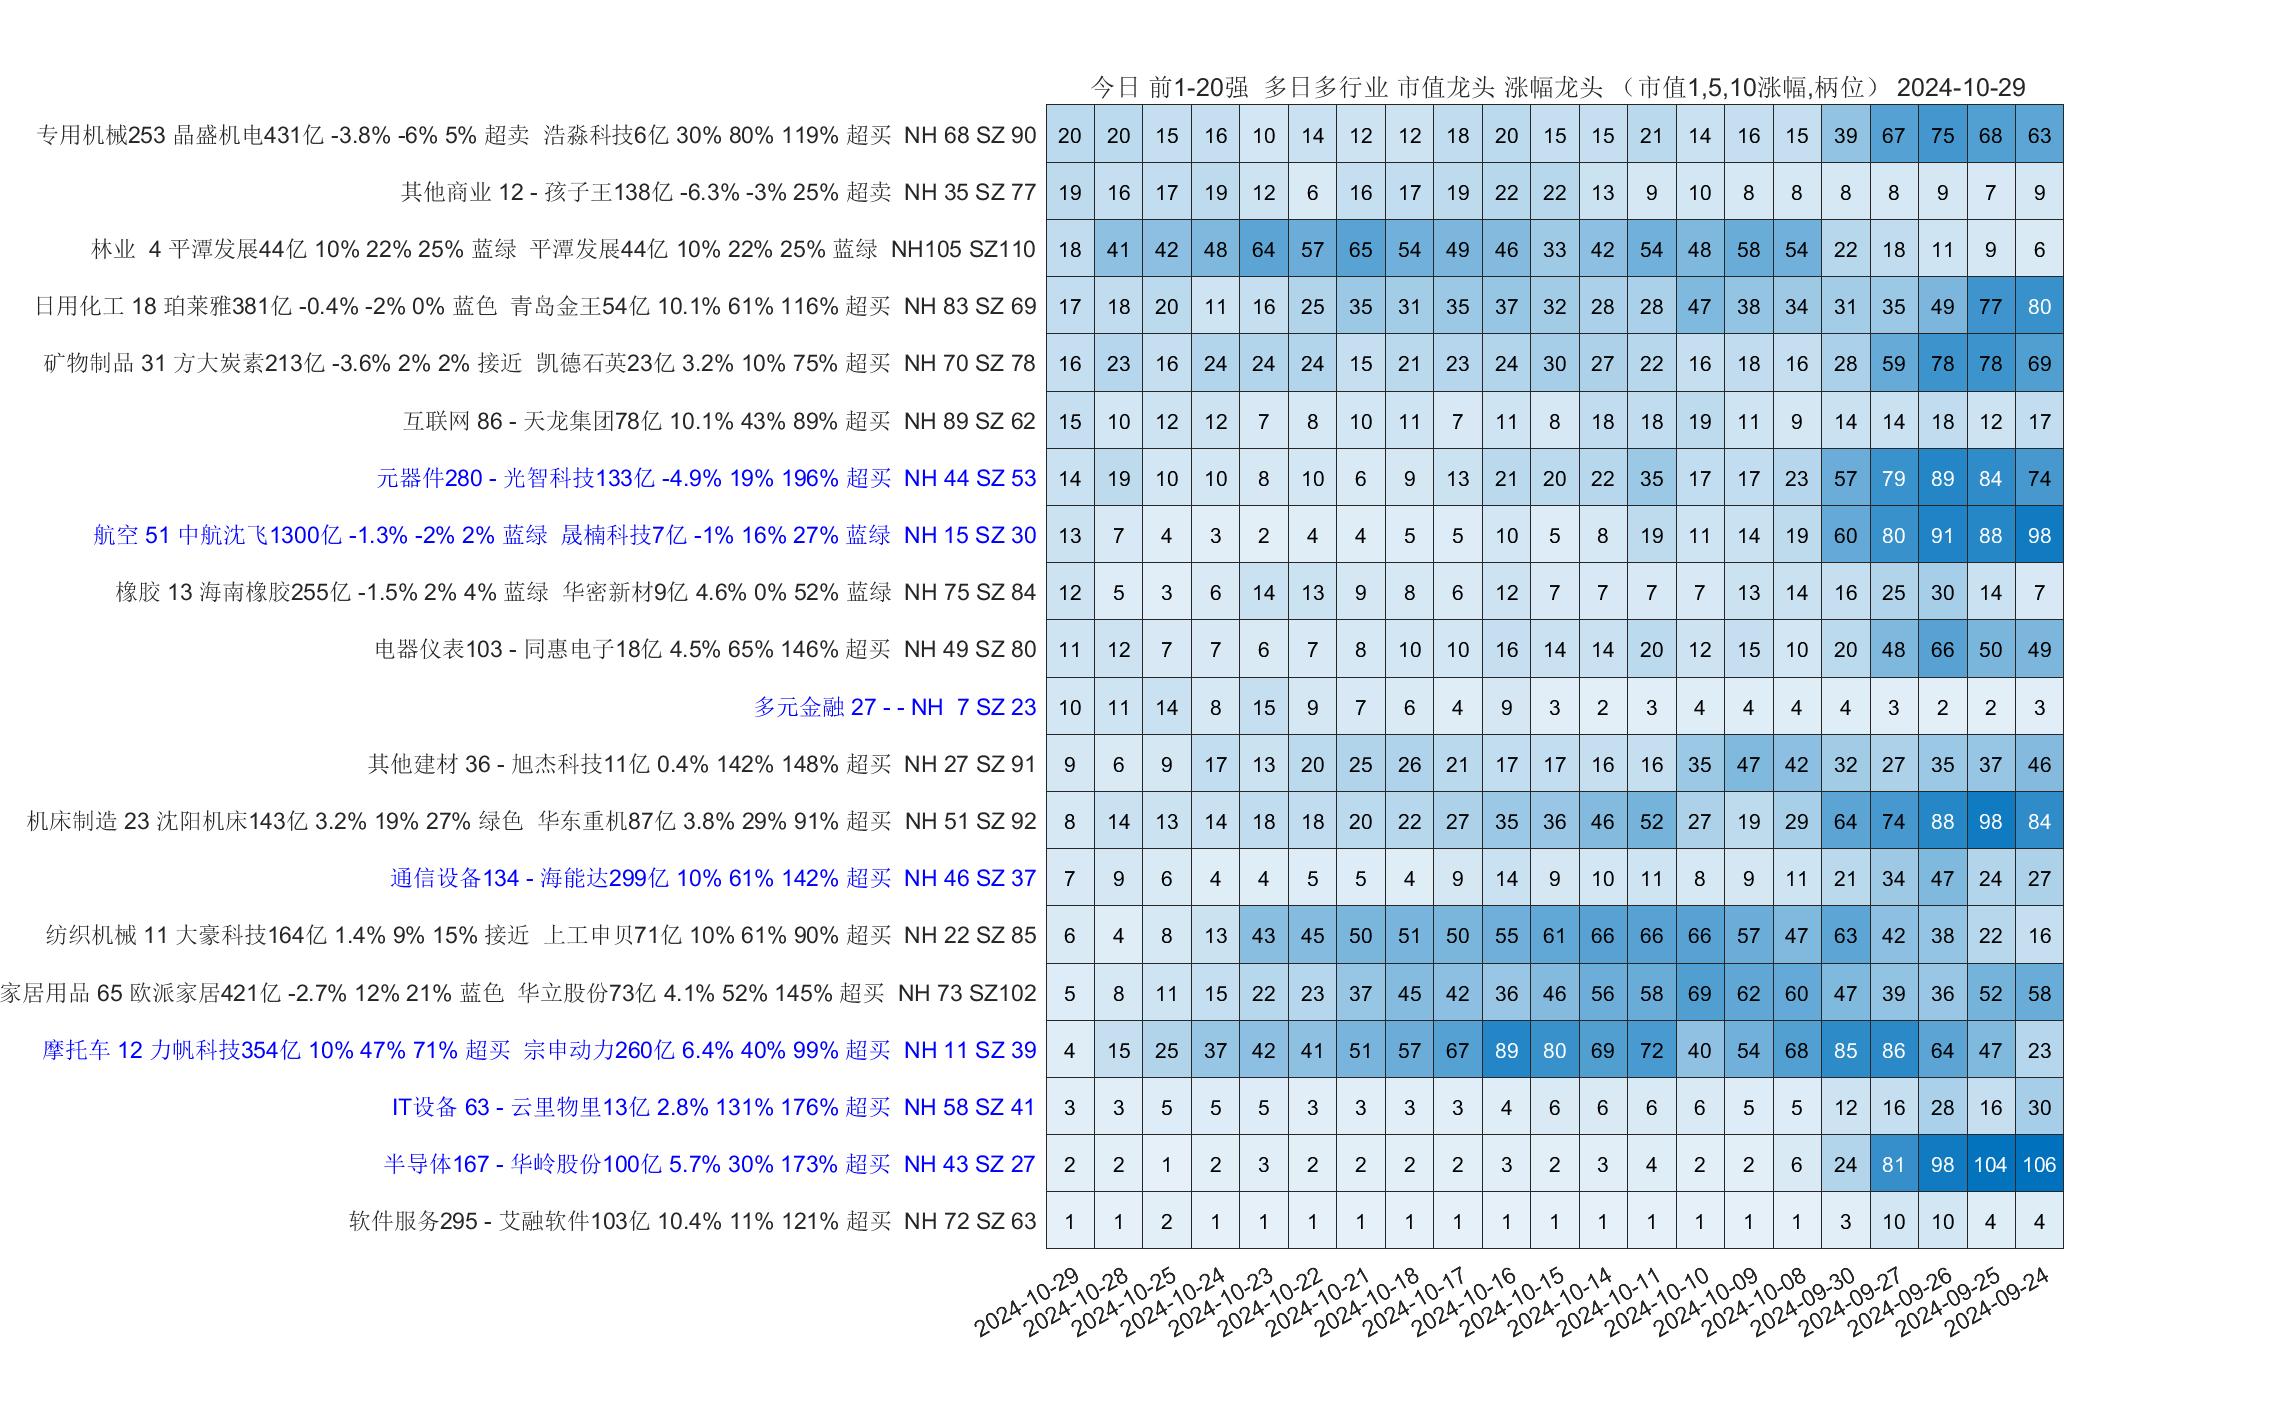 今日 前1-20强 多日多行业 市值龙头 涨幅龙头 （市值1,5,10涨幅,柄位） 2024-10-29
专用机械253 晶盛机电431亿 -3.8% -6% 5% 超卖 浩淼科技6亿 30% 80% 119% 超买 NH 68 SZ 90 20 20 15 16 10 14 12 12 18 20 15 15 21 14 16 15 39 67 75 68 63
其他商业 12 - 孩子王138亿 -6.3% -3% 25% 超卖 NH 35 SZ 77 19 16 17 19 12 6 16 17 19 22 22 13 9 10 8 8 8 8 9 7 9
林业 4 平潭发展44亿 10% 22% 25% 蓝绿 平潭发展44亿 10% 22% 25% 蓝绿 NH105 SZ110 18 41 42 48 64 57 65 54 49 46 33 42 54 48 58 54 22 18 11 9 6
日用化工 18 珀莱雅381亿 -0.4% -2% 0% 蓝色 青岛金王54亿 10.1% 61% 116% 超买 NH 83 SZ 69 17 18 20 11 16 25 35 31 35 37 32 28 28 47 38 34 31 35 49 77 80
矿物制品 31 方大炭素213亿 -3.6% 2% 2% 接近 凯德石英23亿 3.2% 10% 75% 超买 NH 70 SZ 78 16 23 16 24 24 24 15 21 23 24 30 27 22 16 18 16 28 59 78 78 69
互联网 86 - 天龙集团78亿 10.1% 43% 89% 超买 NH 89 SZ 62 15 10 12 12 7 8 10 11 7 11 8 18 18 19 11 9 14 14 18 12 17
元器件280 - 光智科技133亿 -4.9% 19% 196% 超买 NH 44 SZ 53 14 19 10 10 8 10 6 9 13 21 20 22 35 17 17 23 57 79 89 84 74
航空 51 中航沈飞1300亿 -1.3% -2% 2% 蓝绿 晟楠科技7亿 -1% 16% 27% 蓝绿 NH 15 SZ 30 13 7 4 3 2 4 4 5 5 10 5 8 19 11 14 19 60 80 91 88 98
橡胶 13 海南橡胶255亿 -1.5% 2% 4% 蓝绿 华密新材9亿 4.6% 0% 52% 蓝绿 NH 75 SZ 84 12 5 3 6 14 13 9 8 6 12 7 7 7 7 13 14 16 25 30 14 7
电器仪表103 - 同惠电子18亿 4.5% 65% 146% 超买 NH 49 SZ 80 11 12 7 7 6 7 8 10 10 16 14 14 20 12 15 10 20 48 66 50 49
多元金融 27 - - NH 7 SZ 23 10 11 14 8 15 9 7 6 4 9 3 2 3 4 4 4 4 3 2 2 3
其他建材 36 - 旭杰科技11亿 0.4% 142% 148% 超买 NH 27 SZ 91 9 6 9 17 13 20 25 26 21 17 17 16 16 35 47 42 32 27 35 37 46
机床制造 23 沈阳机床143亿 3.2% 19% 27% 绿色 华东重机87亿 3.8% 29% 91% 超买 NH 51 SZ 92 8 14 13 14 18 18 20 22 27 35 36 46 52 27 19 29 64 74 88 98 84
通信设备134 - 海能达299亿 10% 61% 142% 超买 NH 46 SZ 37 7 9 6 4 4 5 5 4 9 14 9 10 11 8 9 11 21 34 47 24 27
纺织机械 11 大豪科技164亿 1.4% 9% 15% 接近 上工申贝71亿 10% 61% 90% 超买 NH 22 SZ 85 6 4 8 13 43 45 50 51 50 55 61 66 66 66 57 47 63 42 38 22 16
家居用品 65 欧派家居421亿 -2.7% 12% 21% 蓝色 华立股份73亿 4.1% 52% 145% 超买 NH 73 SZ102 5 8 11 15 22 23 37 45 42 36 46 56 58 69 62 60 47 39 36 52 58
摩托车 12 力帆科技354亿 10% 47% 71% 超买 宗申动力260亿 6.4% 40% 99% 超买 NH 11 SZ 39 4 15 25 37 42 41 51 57 67 89 80 69 72 40 54 68 85 86 64 47 23
IT设备 63 - 云里物里13亿 2.8% 131% 176% 超买 NH 58 SZ 41 3 3 5 5 5 3 3 3 3 4 6 6 6 6 5 5 12 16 28 16 30
半导体167 - 华岭股份100亿 5.7% 30% 173% 超买 NH 43 SZ 27 2 2 1 2 3 2 2 2 2 3 2 3 4 2 2 6 24 81 98 104 106
软件服务295 - 艾融软件103亿 10.4% 11% 121% 超买 NH 72 SZ 63 1 1 2 1 1 1 1 1 1 1 1 1 1 1 1 1 3 10 10 4 4
2024-10-29 2024-10-28 2024-10-25 2024-10-24 2024-10-23 2024-10-22 2024-10-21 2024-10-18 2024-10-17 2024-10-16 2024-10-15 2024-10-14 2024-10-11 2024-10-10 2024-10-09 2024-10-08 2024-09-30 2024-09-27 2024-09-26 2024-09-25 2024-09-24